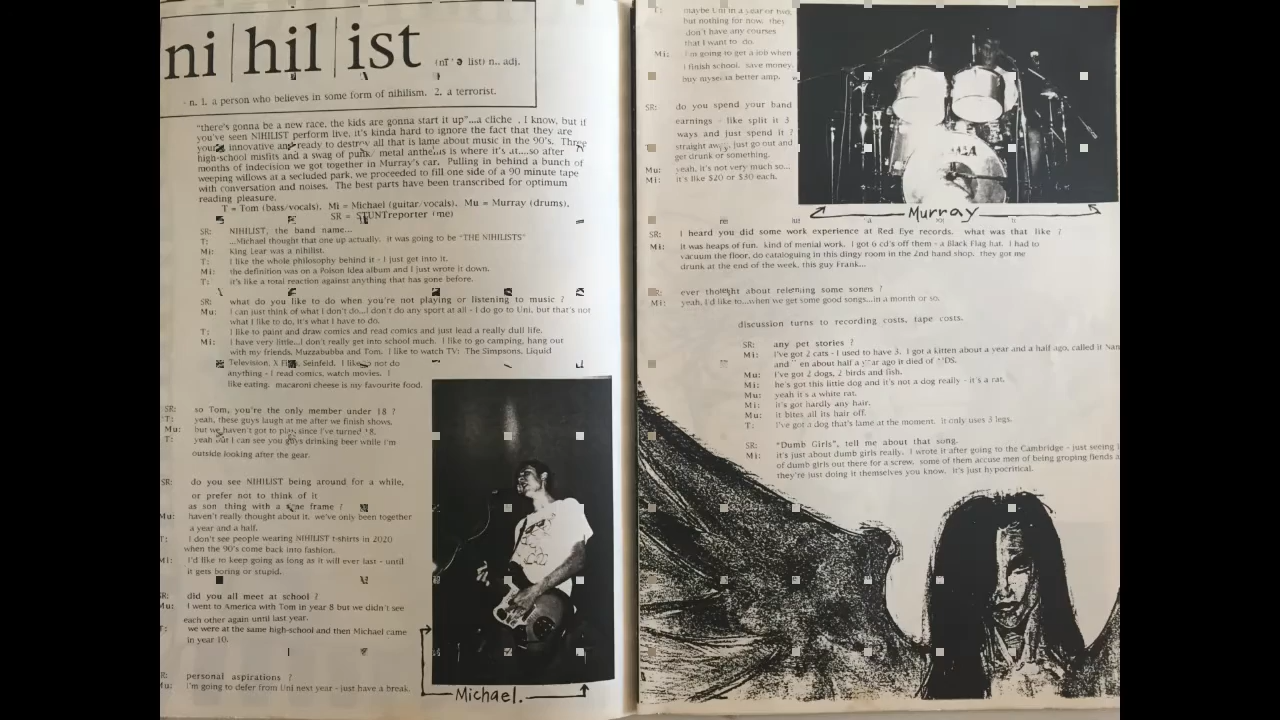 ni|hil|ist (nī ' ə list) n., adj.
- n. 1. a person who believes in some form of nihilism. 2. a terrorist.
"there's gonna be a new race, the kids are gonna start it up"...a cliche , I know, but if
you've seen NIHILIST perform live, it's kinda hard to ignore the fact that they are
innovative and ready to destroy all that is lame about music in the 90's. Three
high-school misfits and a swag of punk/ metal anthems is where it's at....so after
months of indecision we got together in Murray's car. Pulling in behind a bunch of
weeping willows at a secluded park, we proceeded to fill one side of a 90 minute tape
with conversation and noises. The best parts have been transcribed for optimum
reading pleasure.
T = Tom (bass/vocals). Mi = Michael (guitar/vocals). Mu = Murray (drums).
SR = STUNTreporter (me)
SR: NIHILIST, the band name...
T: ...Michael thought that one up actually. it was going to be "THE NIHILISTS"
Mi: King Lear was a nihilist.
T: I like the whole philosophy behind it - I just get into it.
Mi: the definition was on a Poison Idea album and I just wrote it down.
T: it's like a total reaction against anything that has gone before.
SR: what do you like to do when you're not playing or listening to music ?
Mu: I can just think of what I don't do...I don't do any sport at all - I do go to Uni, but that's not
what I like to do, it's what I have to do.
T: I like to paint and draw comics and read comics and just lead a really dull life.
Mi: I have very little...I don't really get into school much. I like to go camping, hang out
with my friends, Muzzabubba and Tom. I like to watch TV: The Simpsons, Liquid
Television, X Seinfeld. I like to not do
anything - I read comics, watch movies. I
like eating. macaroni cheese is my favourite food.
SR: so Tom, you're the only member under 18 ?
T: yeah, these guys laugh at me after we finish shows.
Mu: but we haven't got to play since I've turned 18.
T: yeah but I can see you guys drinking beer while I'm
outside looking after the gear.
SR: do you see NIHILIST being around for a while,
or prefer not to think of it
as thing with a frame ?
Mu: haven't really thought about it. we've only been together
a year and a half.
T: I don't see people wearing NIHILIST t-shirts in 2020
when the 90's come back into fashion.
Mi: I'd like to keep going as long as it will ever last - until
it gets boring or stupid.
SR: did you all meet at school ?
Mu: I went to America with Tom in year 8 but we didn't see
each other again until last year.
T: we were at the same high-school and then Michael came
in year 10.
SR: personal aspirations ?
Mu: I'm going to defer from Uni next year - just have a break.
Michael.
T: maybe Uni in a year or two,
but nothing for now. they
don't have any courses
that I want to do.
Mi: I'm going to get a job when
I finish school. save money.
buy myself a better amp.
SR: do you spend your band
earnings - like split it 3
ways and just spend it ?
straight away, just go out and
get drunk or something.
Mu: yeah, it's not very much so...
Mi: it's like $20 or $30 each.
Murray
SR: I heard you did some work experience at Red Eye records. what was that like ?
Mi: it was heaps of fun. kind of menial work. I got 6 cd's off them - a Black Flag hat. I had to
vacuum the floor, do cataloguing in this dingy room in the 2nd hand shop. they got me
drunk at the end of the week, this guy Frank...
SR: ever thought about releasing some songs ?
Mi: yeah, I'd like to...when we get some good songs...in a month or so.
discussion turns to recording costs, tape costs.
SR: any pet stories ?
Mi: I've got 2 cats - I used to have 3. I got a kitten about a year and a half ago, called it
and about half a year ago it died of
Mu: I've got 2 dogs, 2 birds and fish.
Mi: he's got this little dog and it's not a dog really - it's a rat.
Mu: yeah it's a white rat.
Mi: it's got hardly any hair.
Mu: it bites all its hair off.
T: I've got a dog that's lame at the moment. it only uses 3 legs.
SR: "Dumb Girls", tell me about that song.
Mi: it's just about dumb girls really. I wrote it after going to the Cambridge - just seeing
of dumb girls out there for a screw. some of them accuse men of being groping fiends
they're just doing it themselves you know. it's just hypocritical.